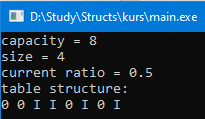 D:\Study\Structs\kurs\main.exe
capacity = 8
size = 4
current ratio = 0.5
table structure:
0 0 I I 0 I 0 I